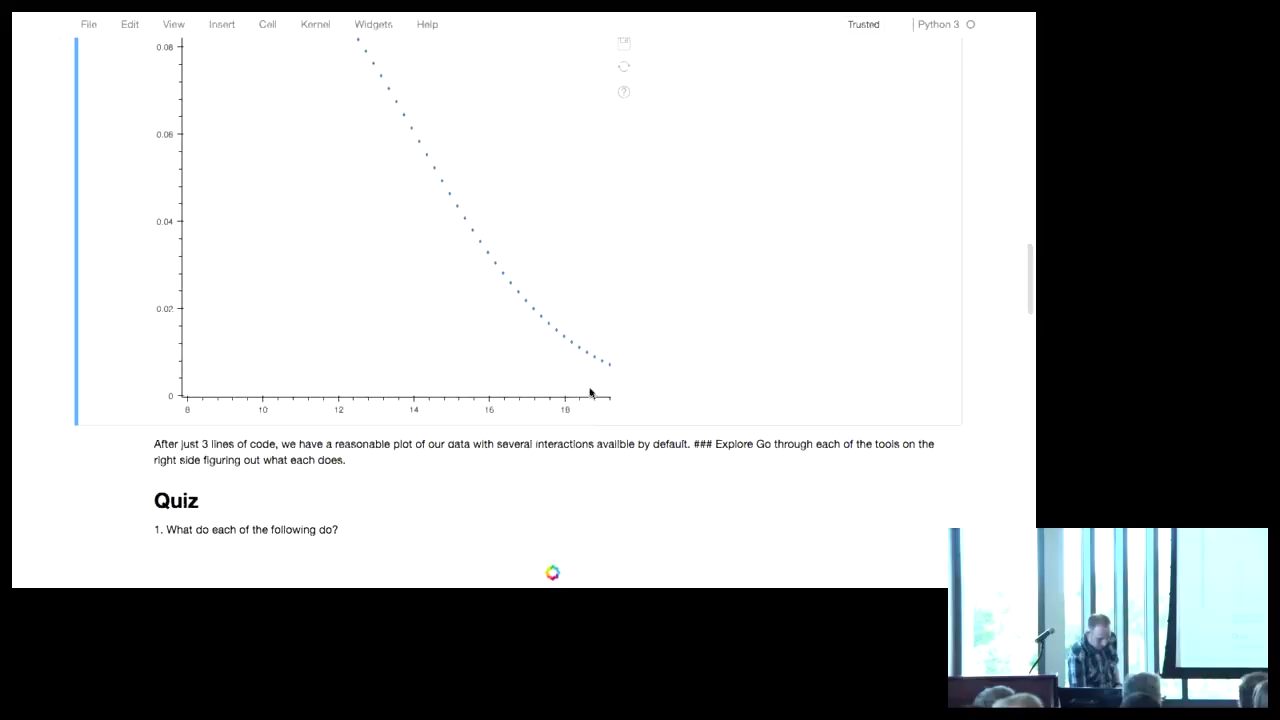 File Edit View Insert Cell Kernel Widgets Help Trusted Python 3
0.08
0.06
0.04
0.02
0
8 10 12 14 16 18
After just 3 lines of code, we have a reasonable plot of our data with several interactions availble by default. ### Explore Go through each of the tools on the
right side figuring out what each does.
Quiz
1. What do each of the following do?